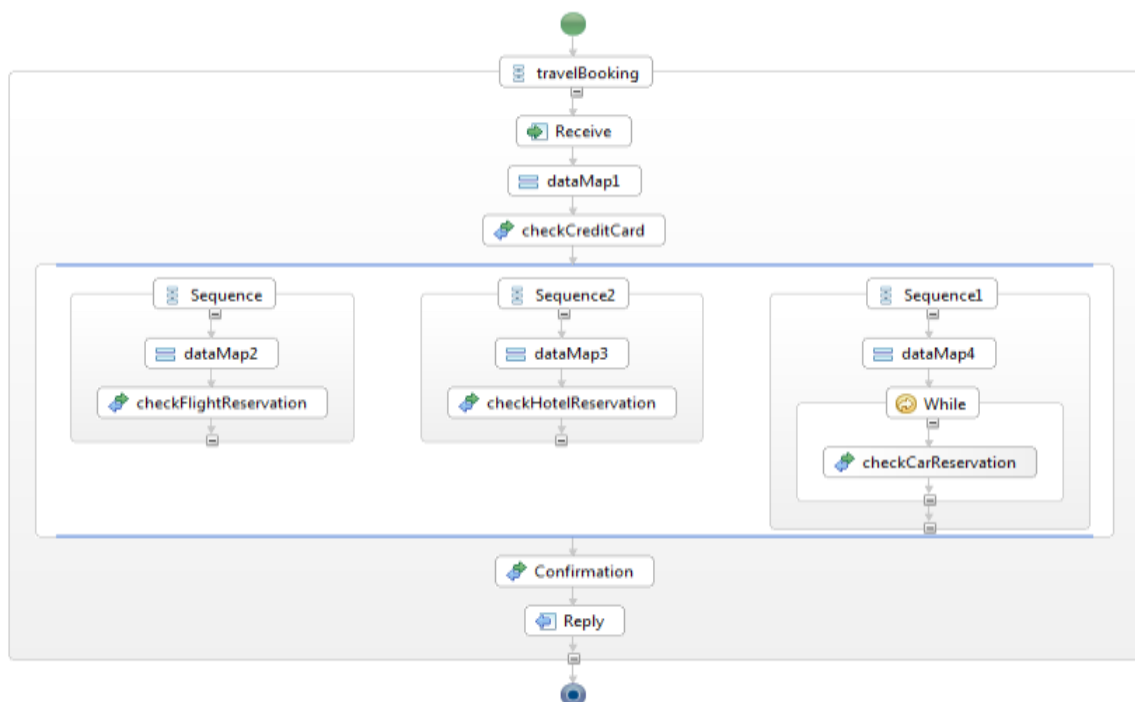 travelBooking
Receive
dataMap1
checkCreditCard
Sequence
Sequence2
Sequence1
dataMap2
dataMap3
dataMap4
checkFlightReservation
checkHotelReservation
While
checkCarReservation
Confirmation
Reply